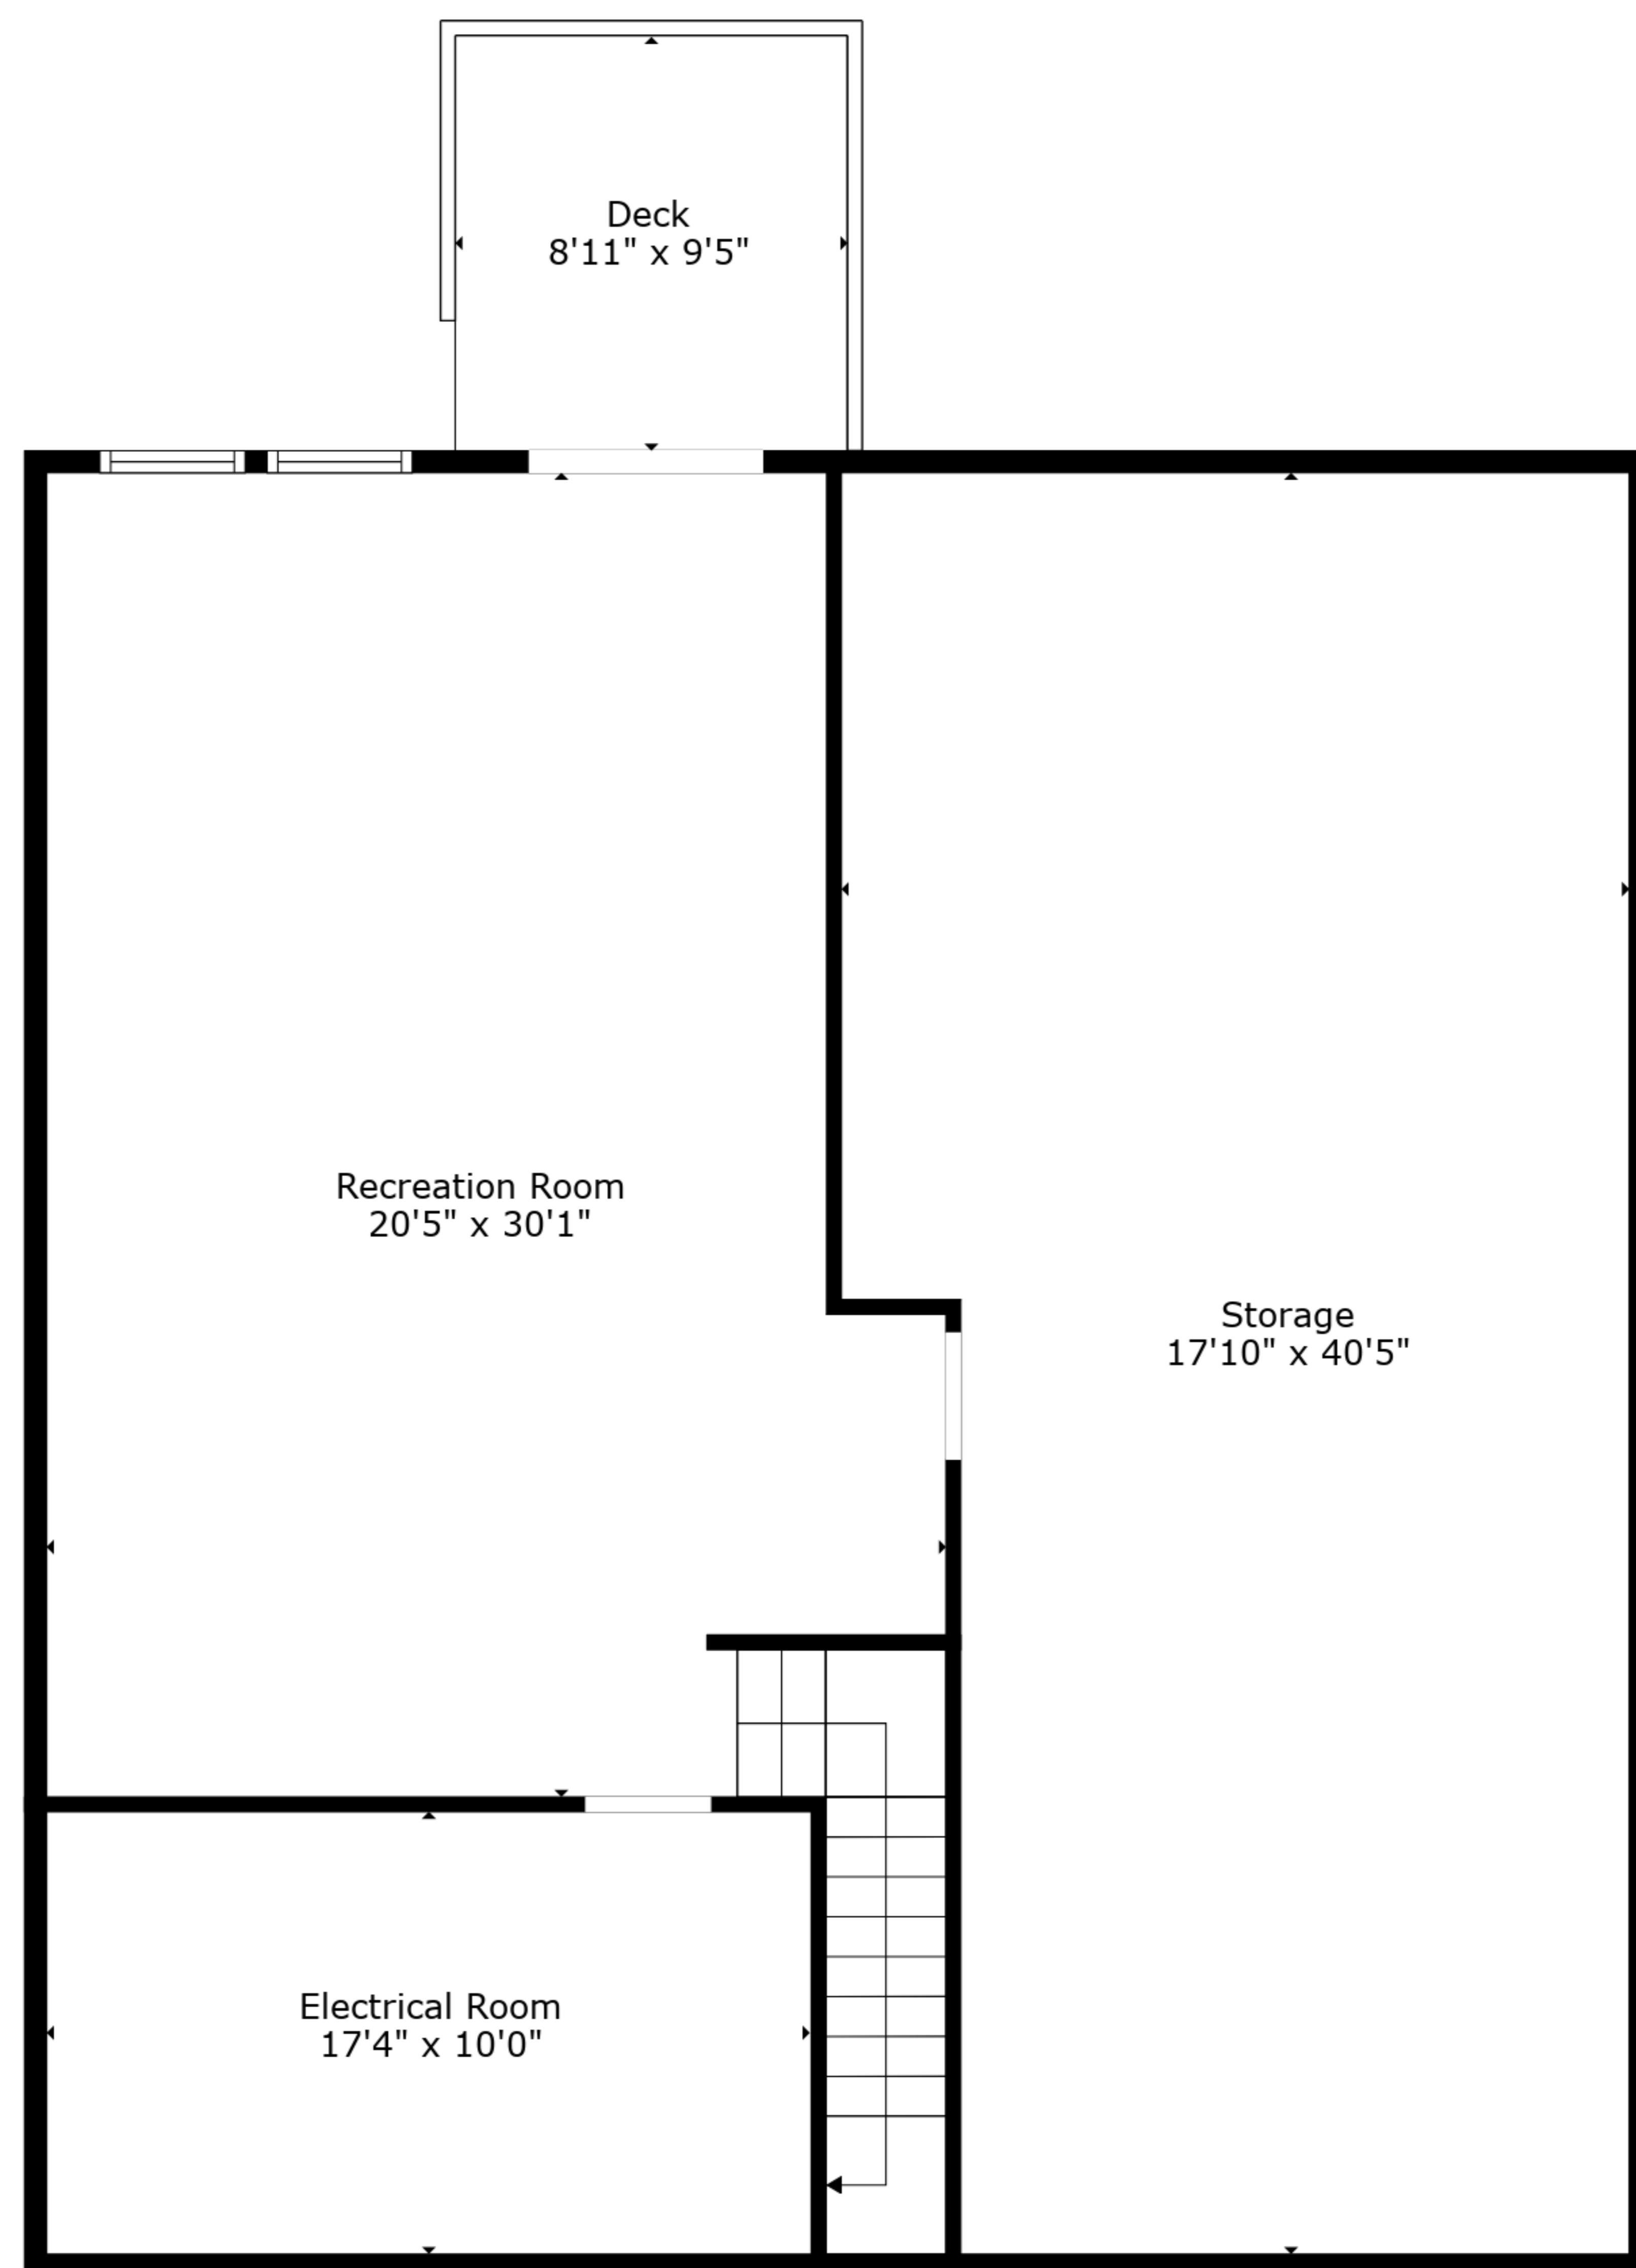 Deck
8'11" x 9'5"
Recreation Room
20'5" x 30'1"
Storage
17'10" x 40'5"
Electrical Room
17'4" x 10'0"